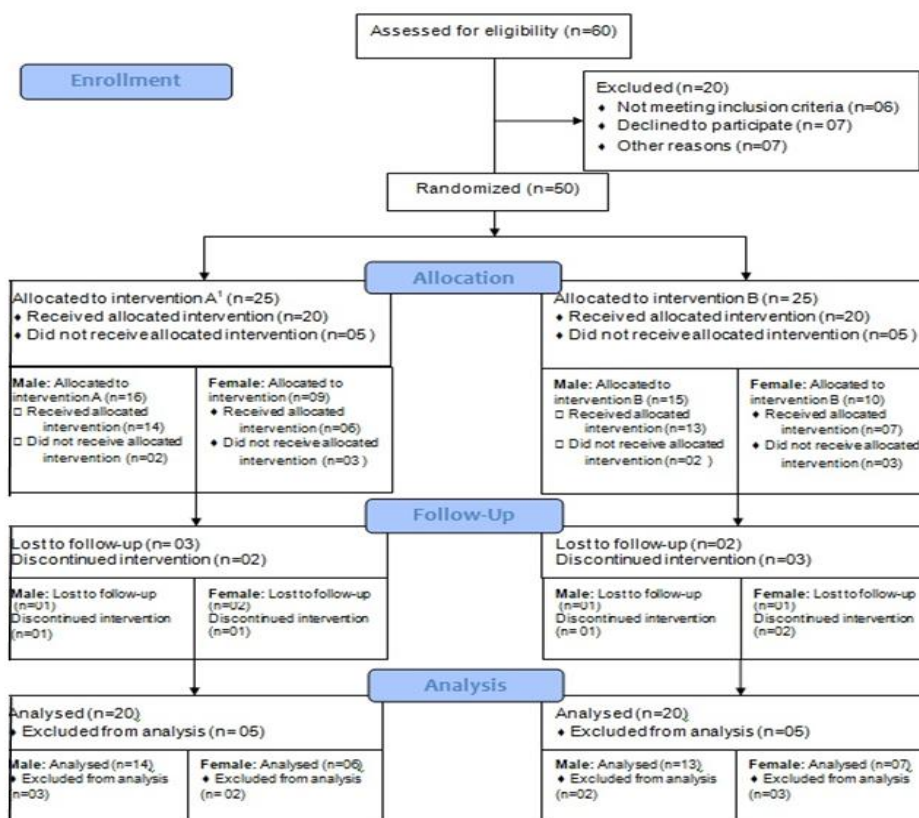 Assessed for eligibility (n=60)
Enrollment
Excluded (n=20)
♦ Not meeting inclusion criteria (n=06)
♦ Declined to participate (n= 07)
♦ Other reasons (n=07)
Randomized (n=50)
Allocation
Allocated to intervention A¹ (n=25)
♦ Received allocated intervention (n=20)
♦ Did not receive allocated intervention (n=05 )
Male: Allocated to
intervention A (n=16)
□ Received allocated
intervention (n=14)
□ Did not receive allocated
intervention (n=02)
Female: Allocated to
intervention (n=09)
♦ Received allocated
intervention (n=06)
♦ Did not receive allocated
intervention (n=03 )
Allocated to intervention B (n=25)
♦ Received allocated intervention (n=20)
♦ Did not receive allocated intervention (n=05 )
Male: Allocated to
intervention B (n=15)
□ Received allocated
intervention (n=13)
□ Did not receive allocated
intervention (n=02 )
Female: Allocated to
intervention B (n=10)
♦ Received allocated
intervention (n=07)
♦ Did not receive allocated
intervention (n=03)
Follow-Up
Lost to follow-up (n= 03)
Discontinued intervention (n=02)
Male: Lost to follow-up
(n=01)
Discontinued intervention
(n=01)
Female: Lost to follow-up
(n=02)
Discontinued intervention
(n=01)
Lost to follow-up (n=02)
Discontinued intervention (n=03)
Male: Lost to follow-up
(n=01)
Discontinued intervention
(n= 01)
Female: Lost to follow-up
(n=01)
Discontinued intervention
(n=02)
Analysis
Analysed (n=20)
♦ Excluded from analysis (n= 05)
Male: Analysed (n=14)
♦ Excluded from analysis
(n=03)
Female: Analysed (n=06)
♦ Excluded from analysis
(n= 02)
Analysed (n=20)
♦ Excluded from analysis (n=05)
Male: Analysed (n=13)
♦ Excluded from analysis
(n=02)
Female: Analysed (n=07)
♦ Excluded from analysis
(n=03)